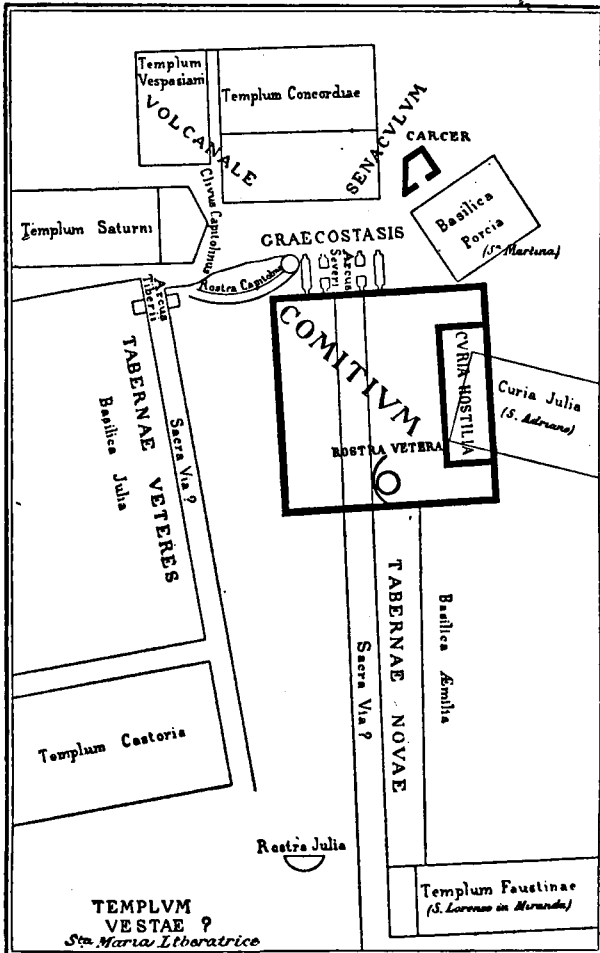 Templum
Vespasiani
VOLCANALE
Templum Concordiae
SENACVLVM
CARCER
Basilica
Porcia
(Sª Martina)
Templum Saturni
Clivus Capitolinus
GRAECOSTASIS
Arcus
Severi
Rostra Capitolina
Arcus
Tiberii
COMITIVM
CVRIA HOSTILIA
Curia Julia
(S. Adriano)
ROSTRA VETERA
TABERNAE VETERES
Sacra Via ?
Basilica Julia
TABERNAE NOVAE
Basilica Æmilia
Sacra Via ?
Templum Castoris
Rostra Julia
Templum Faustinae
(S. Lorenzo in Miranda)
TEMPLVM
VESTAE ?
Sta Maria Liberatrice